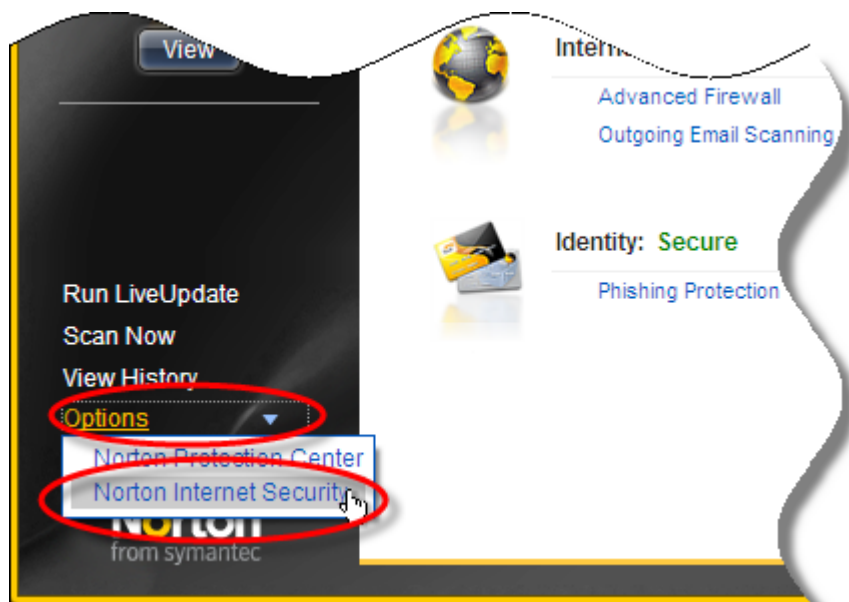 View
Intern
Advanced Firewall
Outgoing Email Scanning
Identity: Secure
Phishing Protection
Run LiveUpdate
Scan Now
View History
Options
Norton Protection Center
Norton Internet Security
Norton
from symantec